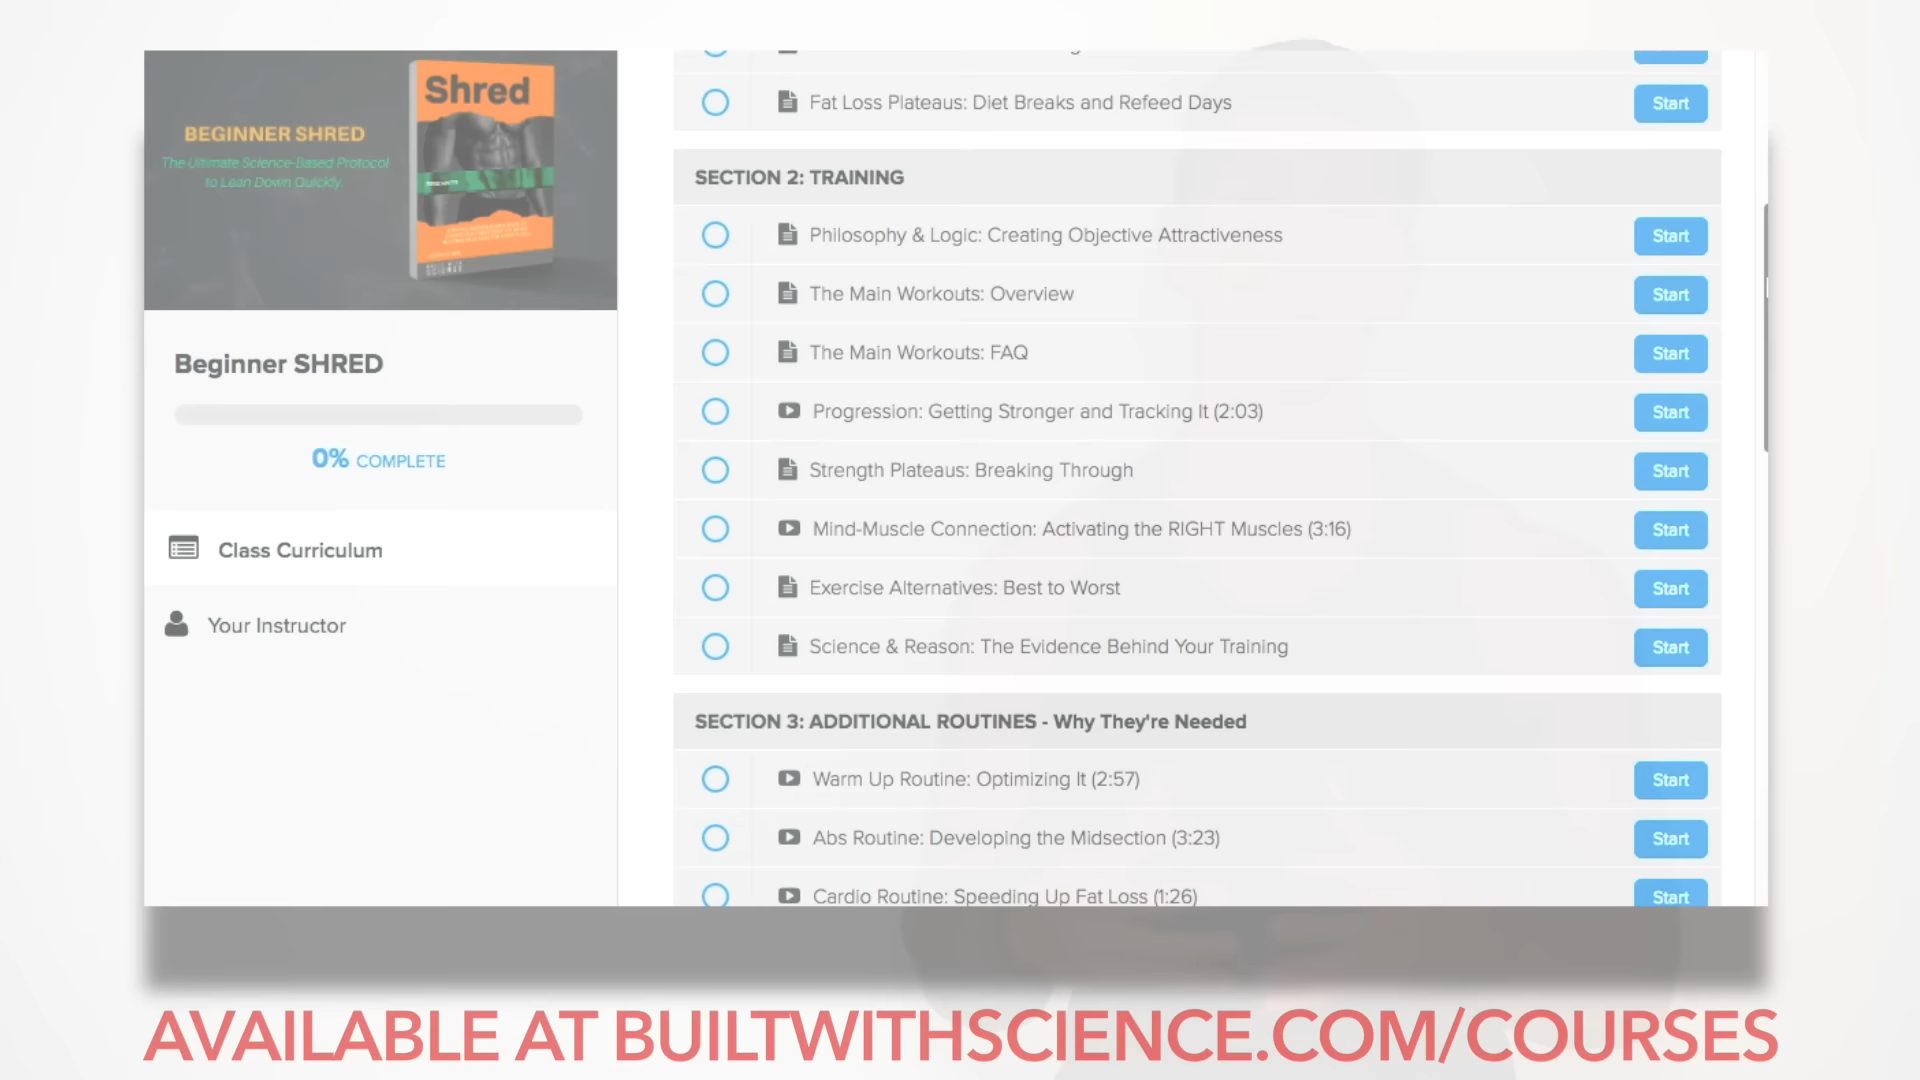 Shred
BEGINNER SHRED
The Ultimate Science-Based Protocol
to Lean Down Quickly
BUILT WITH
SCIENCE
Beginner SHRED
0% COMPLETE
Class Curriculum
Your Instructor
Fat Loss Plateaus: Diet Breaks and Refeed Days
Start
SECTION 2: TRAINING
Philosophy & Logic: Creating Objective Attractiveness
Start
The Main Workouts: Overview
Start
The Main Workouts: FAQ
Start
Progression: Getting Stronger and Tracking It (2:03)
Start
Strength Plateaus: Breaking Through
Start
Mind-Muscle Connection: Activating the RIGHT Muscles (3:16)
Start
Exercise Alternatives: Best to Worst
Start
Science & Reason: The Evidence Behind Your Training
Start
SECTION 3: ADDITIONAL ROUTINES - Why They're Needed
Warm Up Routine: Optimizing It (2:57)
Start
Abs Routine: Developing the Midsection (3:23)
Start
Cardio Routine: Speeding Up Fat Loss (1:26)
Start
AVAILABLE AT BUILTWITHSCIENCE.COM/COURSES